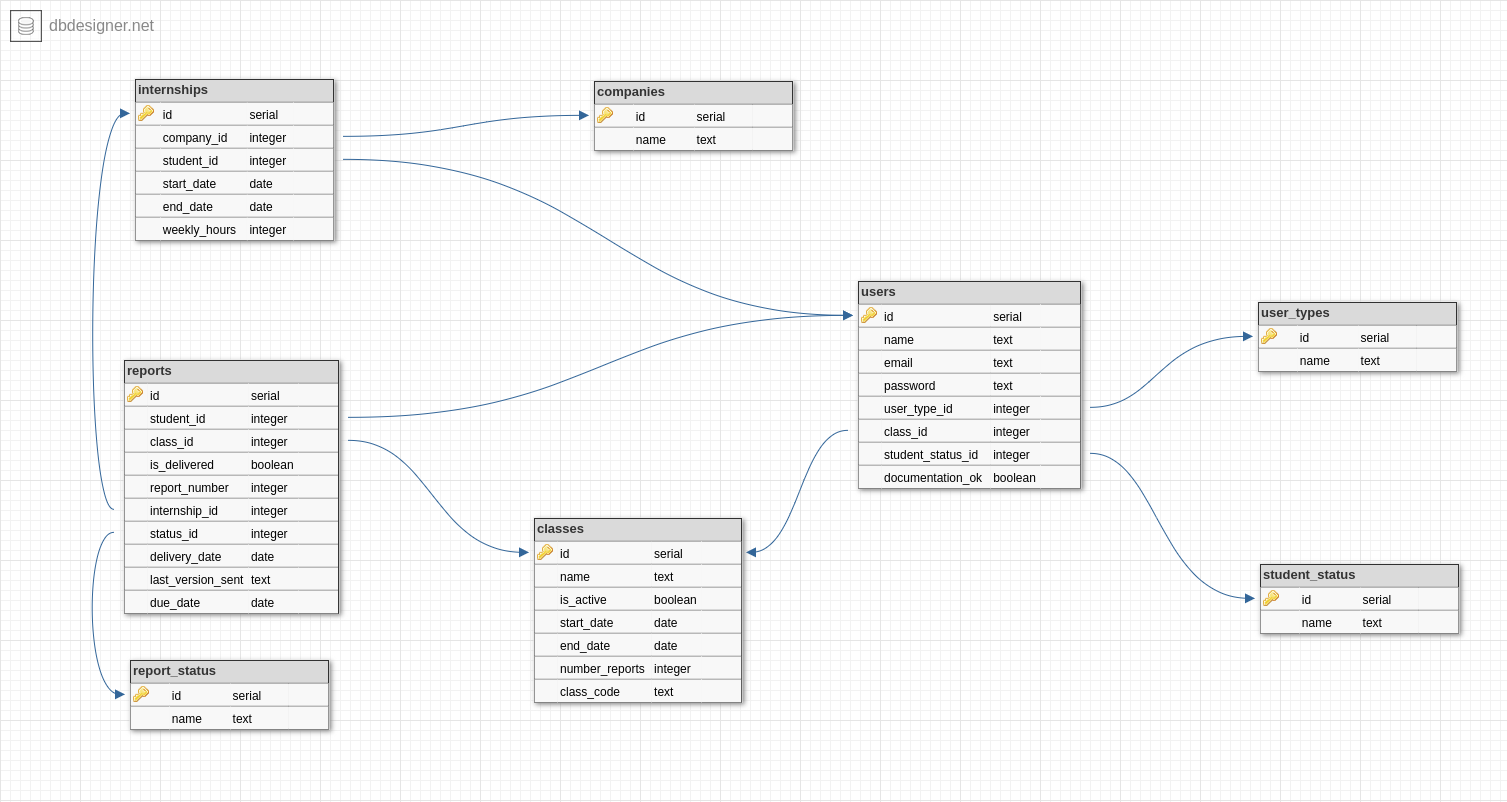 dbdesigner.net
internships
id serial
company_id integer
student_id integer
start_date date
end_date date
weekly_hours integer
companies
id serial
name text
users
id serial
name text
email text
password text
user_type_id integer
class_id integer
student_status_id integer
documentation_ok boolean
user_types
id serial
name text
reports
id serial
student_id integer
class_id integer
is_delivered boolean
report_number integer
internship_id integer
status_id integer
delivery_date date
last_version_sent text
due_date date
classes
id serial
name text
is_active boolean
start_date date
end_date date
number_reports integer
class_code text
student_status
id serial
name text
report_status
id serial
name text